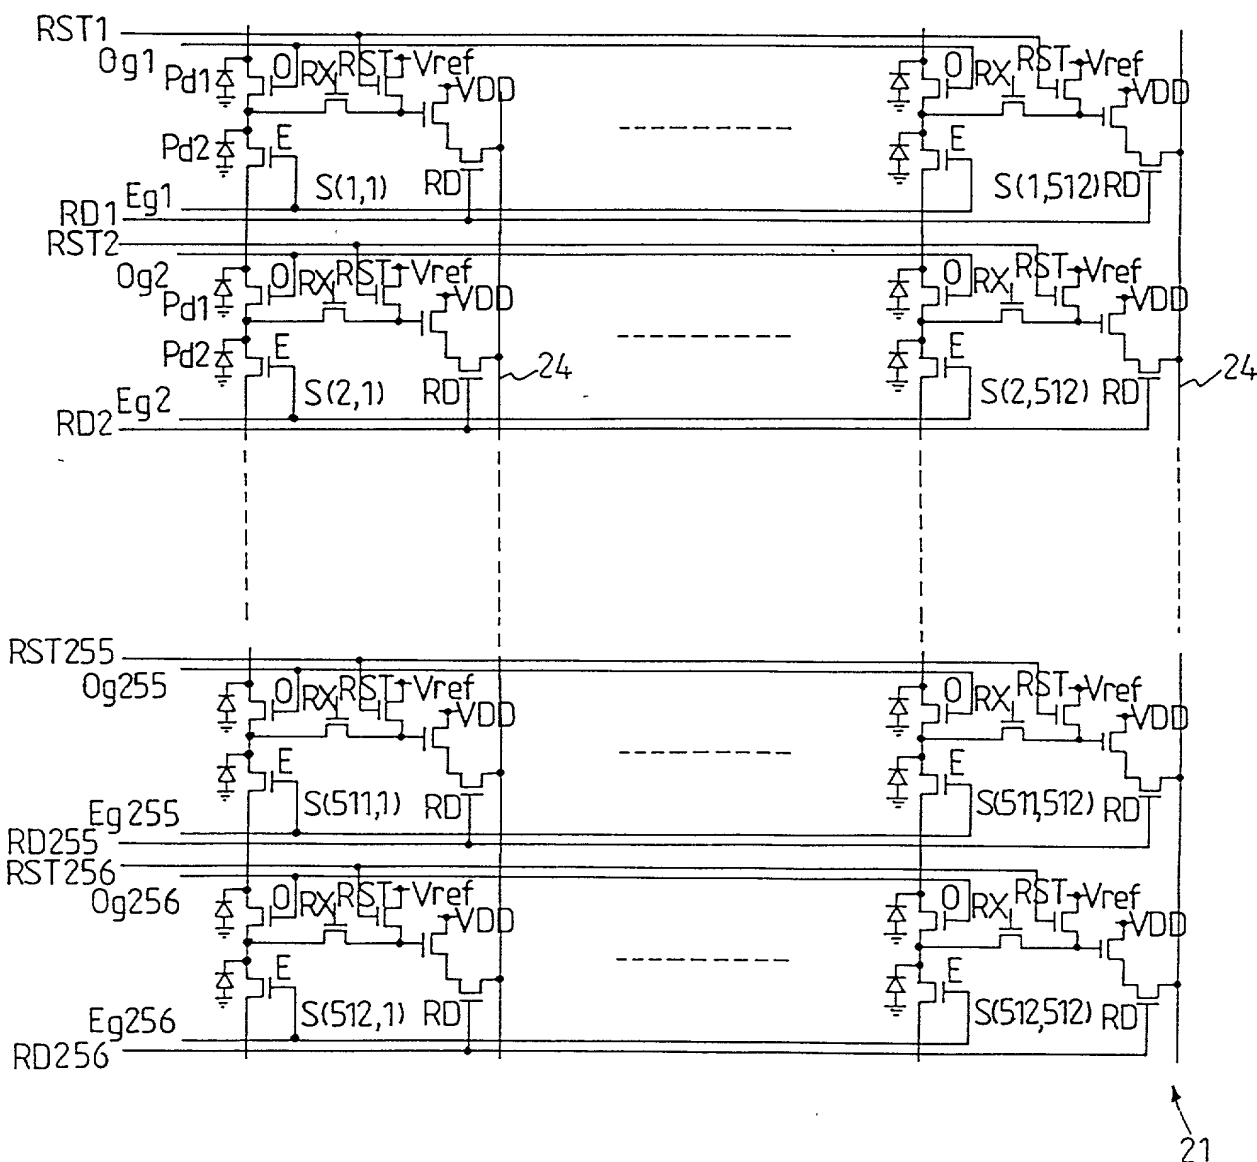 RST1
Og1 Pd1 O RX RST Vref VDD O RX RST Vref VDD
Pd2 E E
Eg1 S(1,1) RD S(1,512) RD
RD1
RST2
Og2 O RX RST Vref VDD O RX RST Vref VDD
Pd1
Pd2 E 24 E 24
Eg2 S(2,1) RD S(2,512) RD
RD2
RST255
Og255 O RX RST Vref VDD O RX RST Vref VDD
E E
Eg255 S(511,1) RD S(511,512) RD
RD255
RST256
Og256 O RX RST Vref VDD O RX RST Vref VDD
E E
Eg256 S(512,1) RD S(512,512) RD
RD256
21